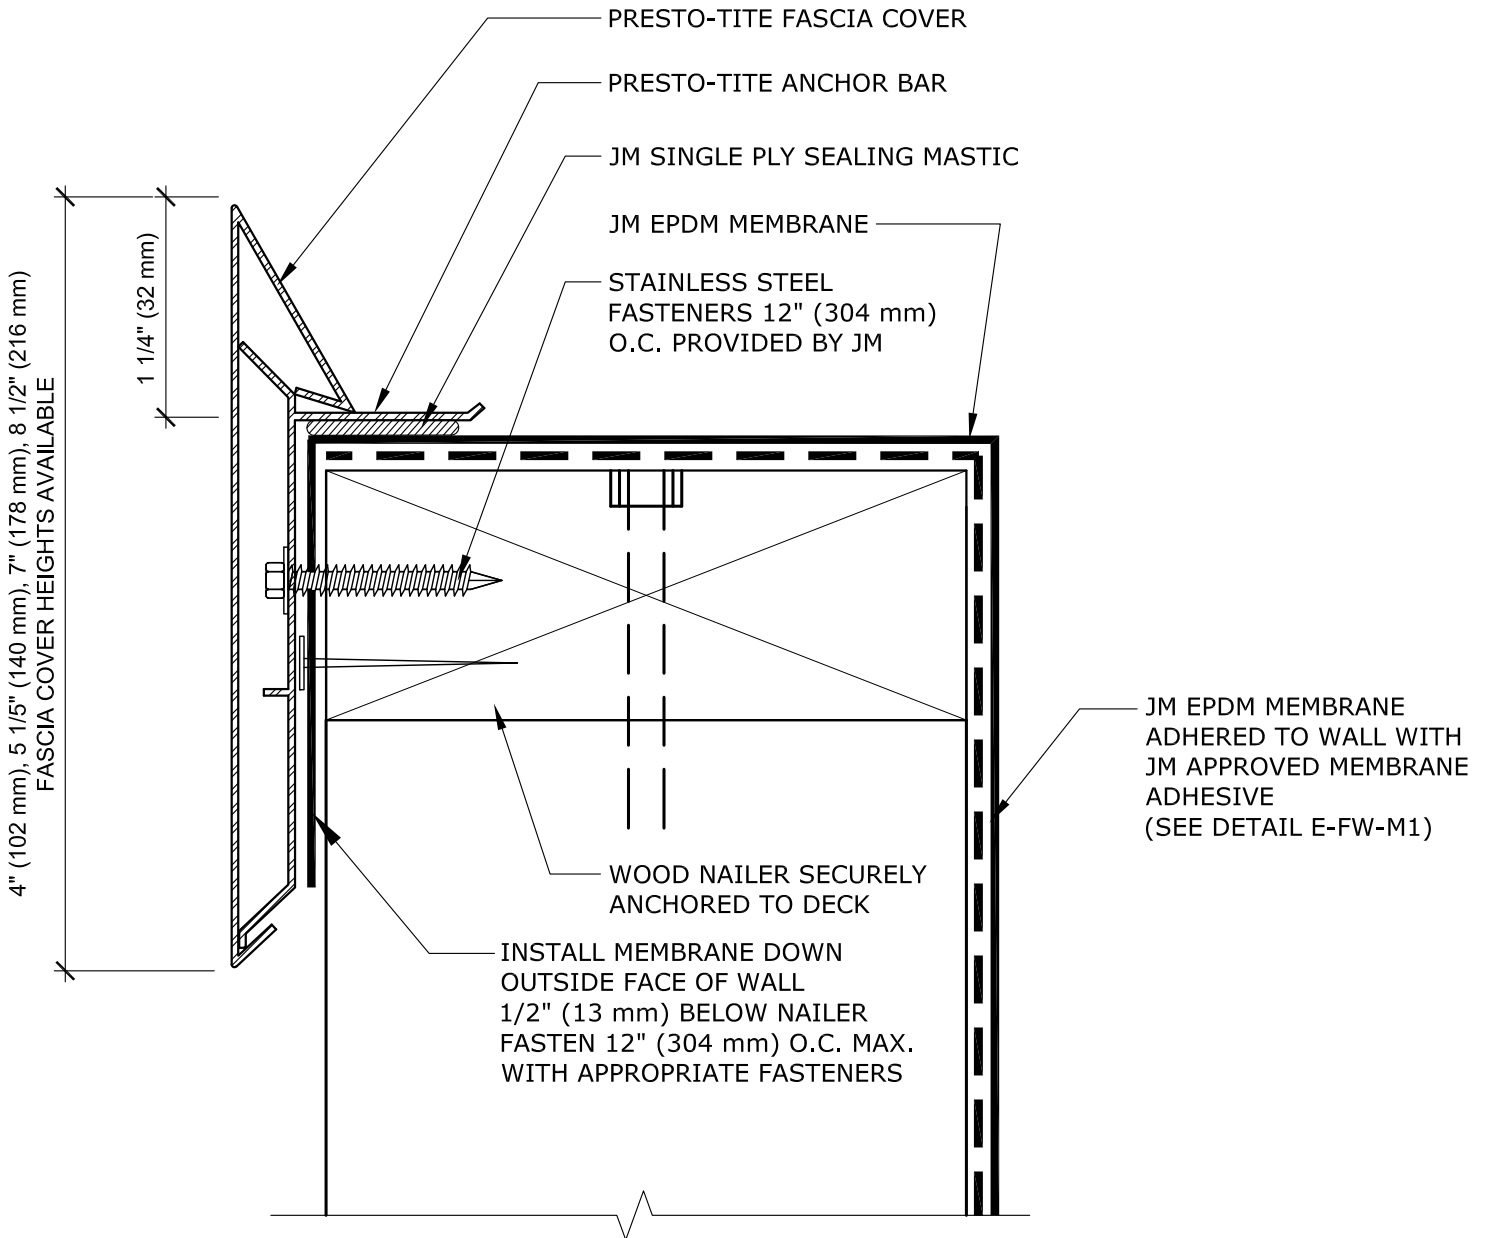 PRESTO-TITE FASCIA COVER
PRESTO-TITE ANCHOR BAR
JM SINGLE PLY SEALING MASTIC
JM EPDM MEMBRANE
STAINLESS STEEL
FASTENERS 12" (304 mm)
O.C. PROVIDED BY JM
1 1/4" (32 mm)
4" (102 mm), 5 1/5" (140 mm), 7" (178 mm), 8 1/2" (216 mm)
FASCIA COVER HEIGHTS AVAILABLE
JM EPDM MEMBRANE
ADHERED TO WALL WITH
JM APPROVED MEMBRANE
ADHESIVE
(SEE DETAIL E-FW-M1)
WOOD NAILER SECURELY
ANCHORED TO DECK
INSTALL MEMBRANE DOWN
OUTSIDE FACE OF WALL
1/2" (13 mm) BELOW NAILER
FASTEN 12" (304 mm) O.C. MAX.
WITH APPROPRIATE FASTENERS